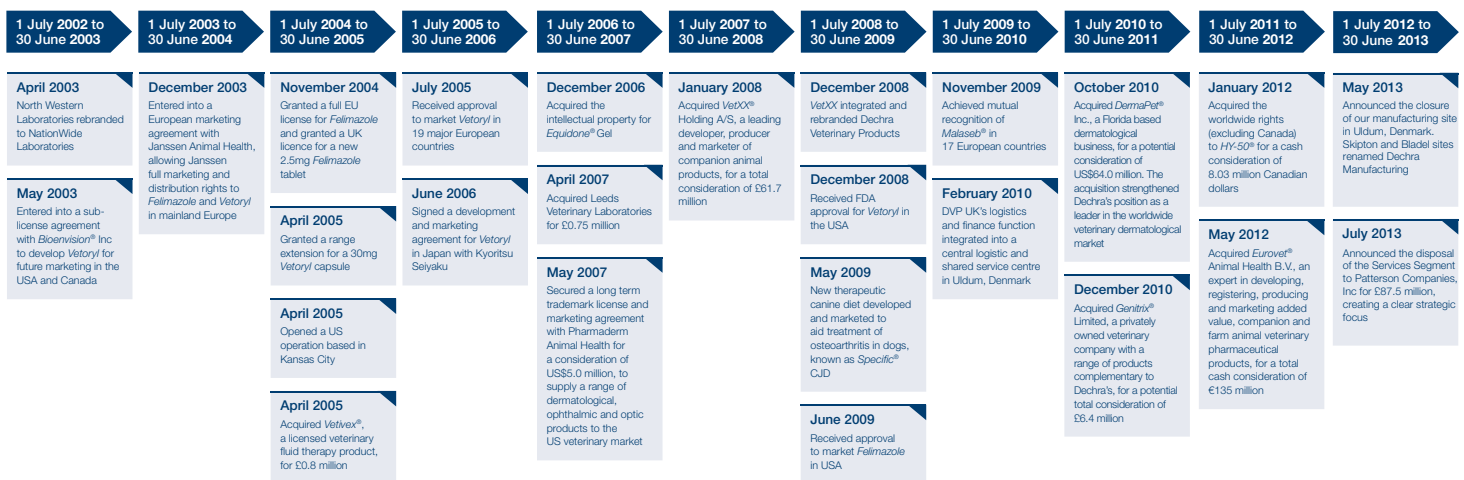 1 July 2002 to
30 June 2003
April 2003
North Western
Laboratories rebranded
to NationWide
Laboratories
May 2003
Entered into a sub-
license agreement
with Bioenvision® Inc
to develop Vetoryl for
future marketing in the
USA and Canada
1 July 2003 to
30 June 2004
December 2003
Entered into a
European marketing
agreement with
Janssen Animal Health,
allowing Janssen
full marketing and
distribution rights to
Felimazole and Vetoryl
in mainland Europe
1 July 2004 to
30 June 2005
November 2004
Granted a full EU
license for Felimazole
and granted a UK
licence for a new
2.5mg Felimazole
tablet
April 2005
Granted a range
extension for a 30mg
Vetoryl capsule
April 2005
Opened a US
operation based in
Kansas City
April 2005
Acquired Vetivex®,
a licensed veterinary
fluid therapy product,
for £0.8 million
1 July 2005 to
30 June 2006
July 2005
Received approval
to market Vetoryl in
19 major European
countries
June 2006
Signed a development
and marketing
agreement for Vetoryl
in Japan with Kyoritsu
Seiyaku
1 July 2006 to
30 June 2007
December 2006
Acquired the
intellectual property for
Equidone® Gel
April 2007
Acquired Leeds
Veterinary Laboratories
for £0.75 million
May 2007
Secured a long term
trademark license and
marketing agreement
with Pharmaderm
Animal Health for
a consideration of
US$5.0 million, to
supply a range of
dermatological,
ophthalmic and optic
products to the
US veterinary market
1 July 2007 to
30 June 2008
January 2008
Acquired VetXX®
Holding A/S, a leading
developer, producer
and marketer of
companion animal
products, for a total
consideration of £61.7
million
1 July 2008 to
30 June 2009
December 2008
VetXX integrated and
rebranded Dechra
Veterinary Products
December 2008
Received FDA
approval for Vetoryl in
the USA
May 2009
New therapeutic
canine diet developed
and marketed to
aid treatment of
osteoarthritis in dogs,
known as Specific®
CJD
June 2009
Received approval
to market Felimazole
in USA
1 July 2009 to
30 June 2010
November 2009
Achieved mutual
recognition of
Malaseb® in
17 European countries
February 2010
DVP UK's logistics
and finance function
integrated into a
central logistic and
shared service centre
in Uldum, Denmark
1 July 2010 to
30 June 2011
October 2010
Acquired DermaPet®
Inc., a Florida based
dermatological
business, for a potential
consideration of
US$64.0 million. The
acquisition strengthened
Dechra's position as a
leader in the worldwide
veterinary dermatological
market
December 2010
Acquired Genitrix®
Limited, a privately
owned veterinary
company with a
range of products
complementary to
Dechra's, for a potential
total consideration of
£6.4 million
1 July 2011 to
30 June 2012
January 2012
Acquired the
worldwide rights
(excluding Canada)
to HY-50® for a cash
consideration of
8.03 million Canadian
dollars
May 2012
Acquired Eurovet®
Animal Health B.V., an
expert in developing,
registering, producing
and marketing added
value, companion and
farm animal veterinary
pharmaceutical
products, for a total
cash consideration of
€135 million
1 July 2012 to
30 June 2013
May 2013
Announced the closure
of our manufacturing site
in Uldum, Denmark.
Skipton and Bladel sites
renamed Dechra
Manufacturing
July 2013
Announced the disposal
of the Services Segment
to Patterson Companies,
Inc for £87.5 million,
creating a clear strategic
focus